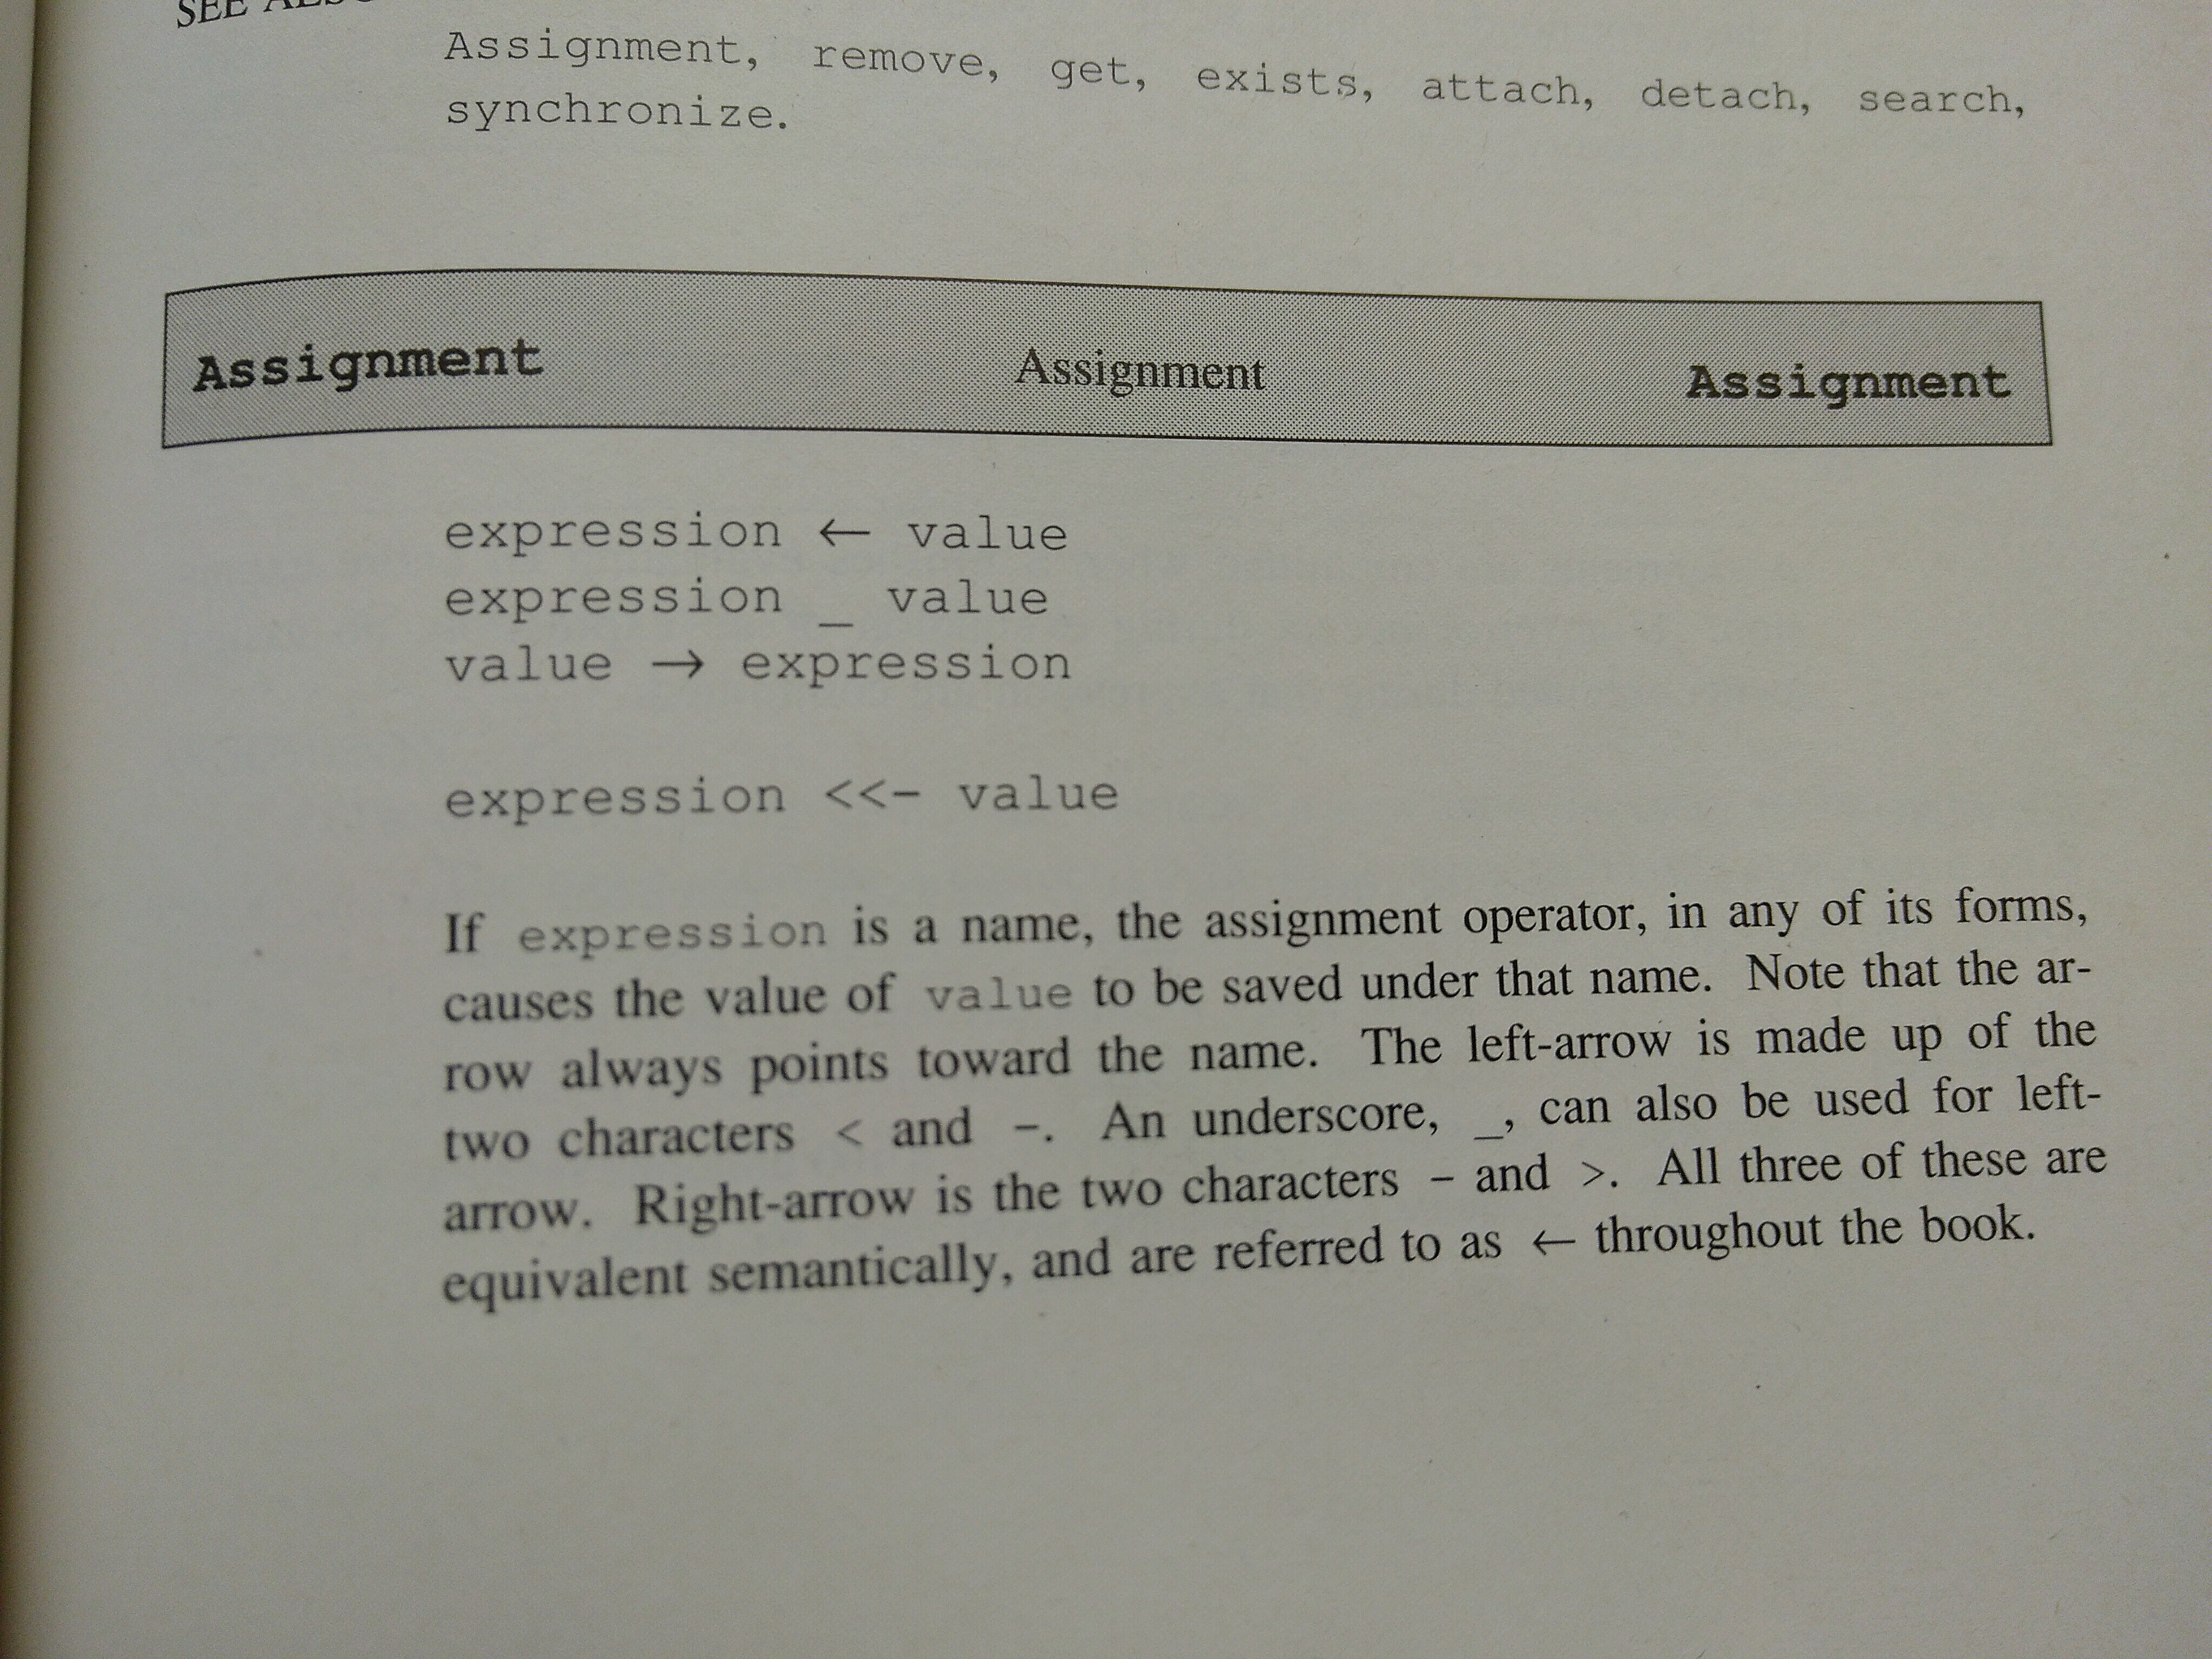 SEE ALSO
Assignment, remove, get, exists, attach, detach, search,
synchronize.
Assignment Assignment Assignment
expression ← value
expression _ value
value → expression
expression <<- value
If expression is a name, the assignment operator, in any of its forms,
causes the value of value to be saved under that name. Note that the ar-
row always points toward the name. The left-arrow is made up of the
two characters < and -. An underscore, _, can also be used for left-
arrow. Right-arrow is the two characters - and >. All three of these are
equivalent semantically, and are referred to as ← throughout the book.